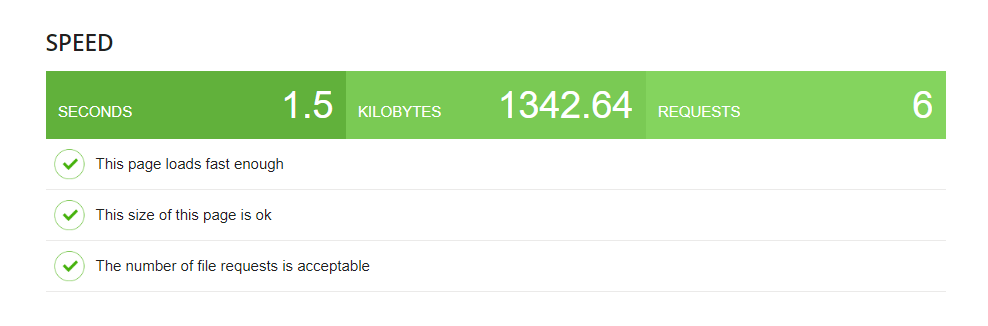 SPEED
SECONDS 1.5 KILOBYTES 1342.64 REQUESTS 6
This page loads fast enough
This size of this page is ok
The number of file requests is acceptable